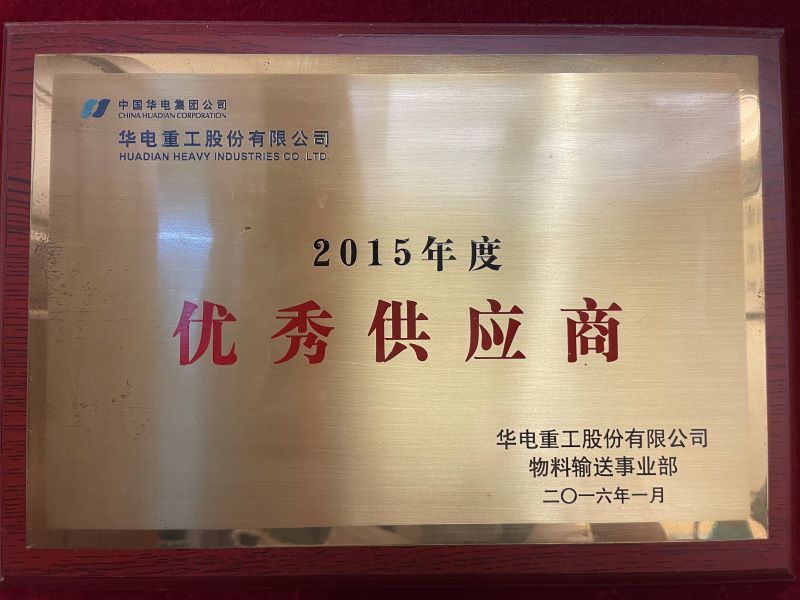 中国华电集团公司
CHINA HUADIAN CORPORATION
华电重工股份有限公司
HUADIAN HEAVY INDUSTRIES CO.,LTD.
2015年度
优秀供应商
华电重工股份有限公司
物料输送事业部
二〇一六年一月